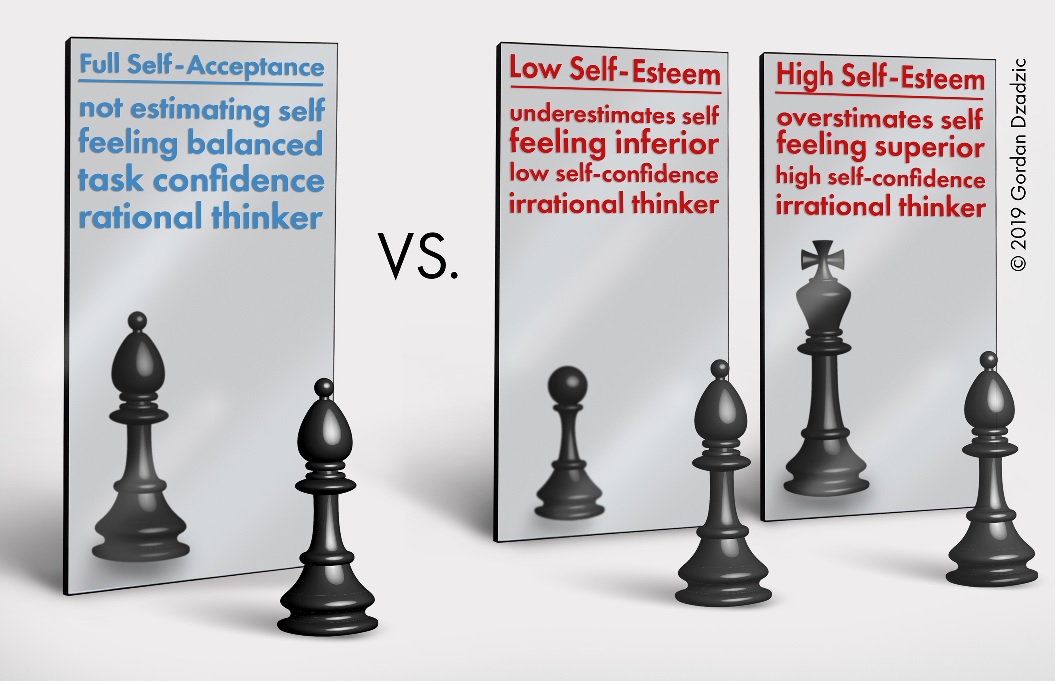 Full Self-Acceptance
not estimating self
feeling balanced
task confidence
rational thinker
VS.
Low Self-Esteem
underestimates self
feeling inferior
low self-confidence
irrational thinker
High Self-Esteem
overstimates self
feeling superior
high self-confidence
irrational thinker
© 2019 Gordan Dzadzic